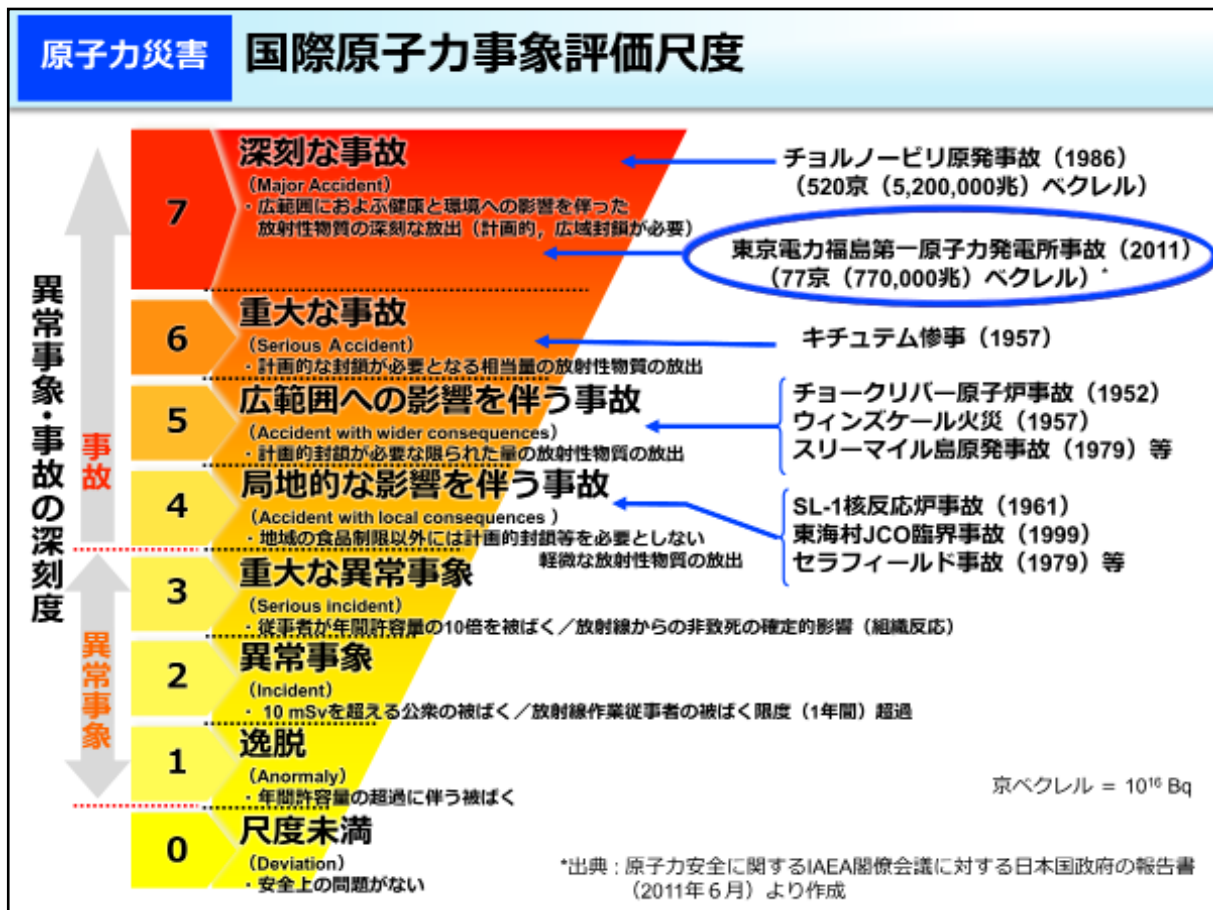 原子力災害
国際原子力事象評価尺度
異常事象・事故の深刻度
事故
異常事象
7
深刻な事故
（Major Accident）
・広範囲におよぶ健康と環境への影響を伴った
放射性物質の深刻な放出（計画的，広域封鎖が必要）
チョルノービリ原発事故（1986）
（520京（5,200,000兆）ベクレル）
東京電力福島第一原子力発電所事故（2011）
（77京（770,000兆）ベクレル）*
6
重大な事故
（Serious Accident）
・計画的な封鎖が必要となる相当量の放射性物質の放出
キチュテム惨事（1957）
5
広範囲への影響を伴う事故
（Accident with wider consequences）
・計画的封鎖が必要な限られた量の放射性物質の放出
チョークリバー原子炉事故（1952）
ウィンズケール火災（1957）
スリーマイル島原発事故（1979）等
4
局地的な影響を伴う事故
（Accident with local consequences ）
・地域の食品制限以外には計画的封鎖等を必要としない
軽微な放射性物質の放出
SL-1核反応炉事故（1961）
東海村JCO臨界事故（1999）
セラフィールド事故（1979）等
3
重大な異常事象
（Serious incident）
・従事者が年間許容量の10倍を被ばく／放射線からの非致死の確定的影響（組織反応）
2
異常事象
（Incident）
・ 10 mSvを超える公衆の被ばく／放射線作業従事者の被ばく限度（1年間）超過
1
逸脱
（Anormaly）
・年間許容量の超過に伴う被ばく
京ベクレル ＝ 10¹⁶ Bq
0
尺度未満
（Deviation）
・安全上の問題がない
*出典：原子力安全に関するIAEA閣僚会議に対する日本国政府の報告書
（2011年６月）より作成